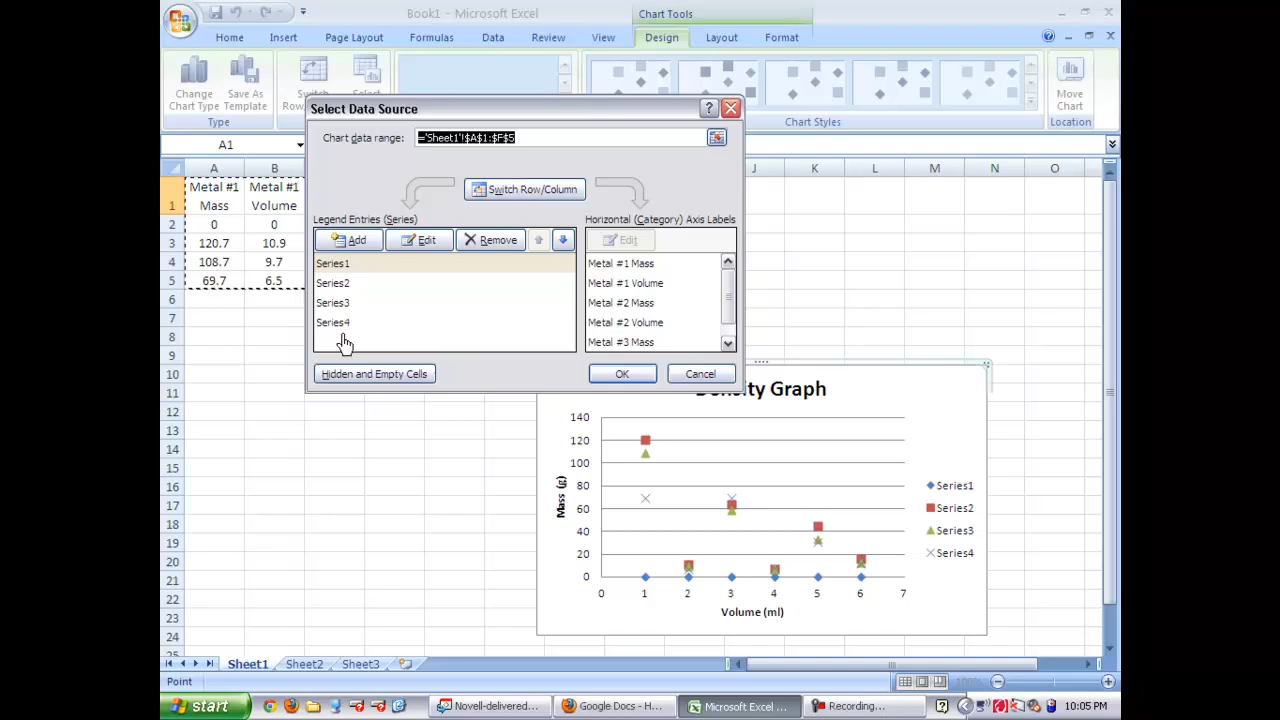 Book1 - Microsoft Excel
Chart Tools
Home Insert Page Layout Formulas Data Review View Design Layout Format
Change
Chart Type
Save As
Template
Switch
Row/
Select
Type
Chart Styles
Move
Chart
Location
A1
Select Data Source
Chart data range:
='Sheet1'!$A$1:$F$5
Switch Row/Column
Legend Entries (Series)
Horizontal (Category) Axis Labels
Add Edit Remove
Edit
Series1
Series2
Series3
Series4
Metal #1 Mass
Metal #1 Volume
Metal #2 Mass
Metal #2 Volume
Metal #3 Mass
Hidden and Empty Cells
OK Cancel
A B J K L M N O
1 Metal #1 Mass Metal #1 Volume
2 0 0
3 120.7 10.9
4 108.7 9.7
5 69.7 6.5
6
7
8
9
10
11
12
13
14
15
16
17
18
19
20
21
22
23
24
25
Density Graph
Mass (g)
140
120
100
80
60
40
20
0
0 1 2 3 4 5 6 7
Volume (ml)
Series1
Series2
Series3
Series4
Sheet1 Sheet2 Sheet3
Point
100%
start
Novell-delivered...
Google Docs - H...
Microsoft Excel ...
Recording...
10:05 PM